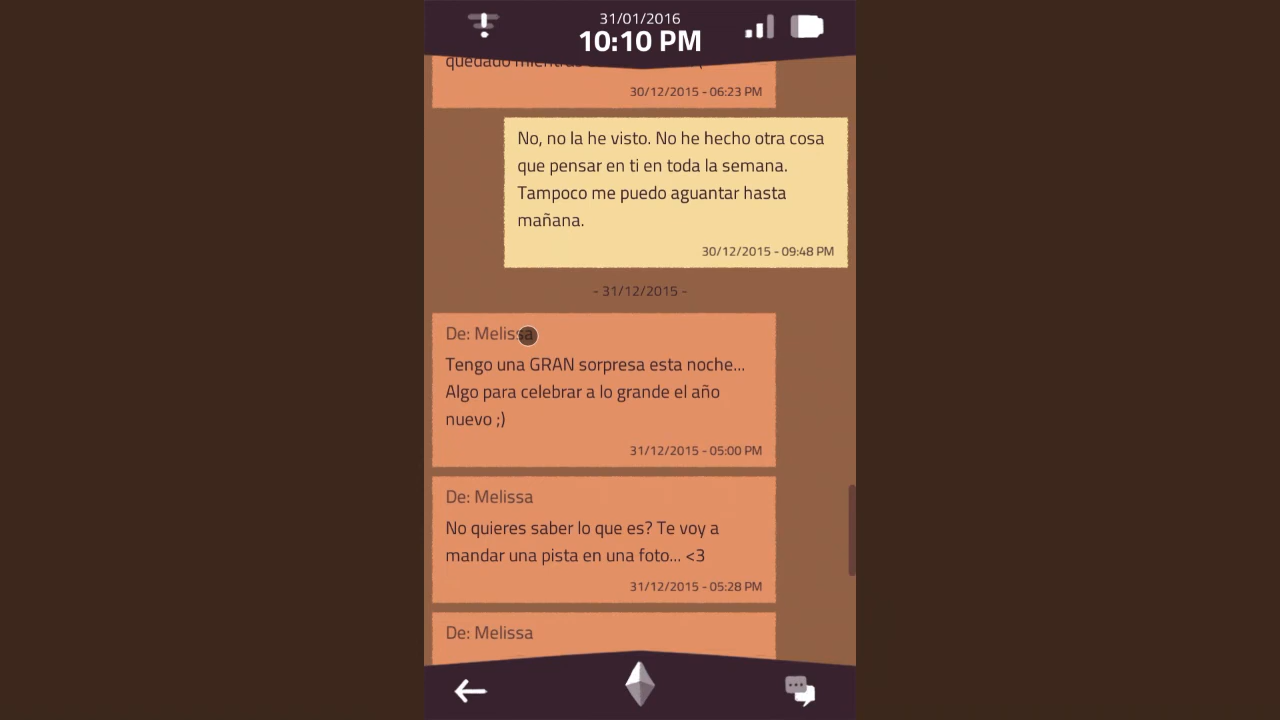 31/01/2016
10:10 PM
quedado
30/12/2015 - 06:23 PM
No, no la he visto. No he hecho otra cosa
que pensar en ti en toda la semana.
Tampoco me puedo aguantar hasta
mañana.
30/12/2015 - 09:48 PM
- 31/12/2015 -
De: Melissa
Tengo una GRAN sorpresa esta noche...
Algo para celebrar a lo grande el año
nuevo ;)
31/12/2015 - 05:00 PM
De: Melissa
No quieres saber lo que es? Te voy a
mandar una pista en una foto... <3
31/12/2015 - 05:28 PM
De: Melissa